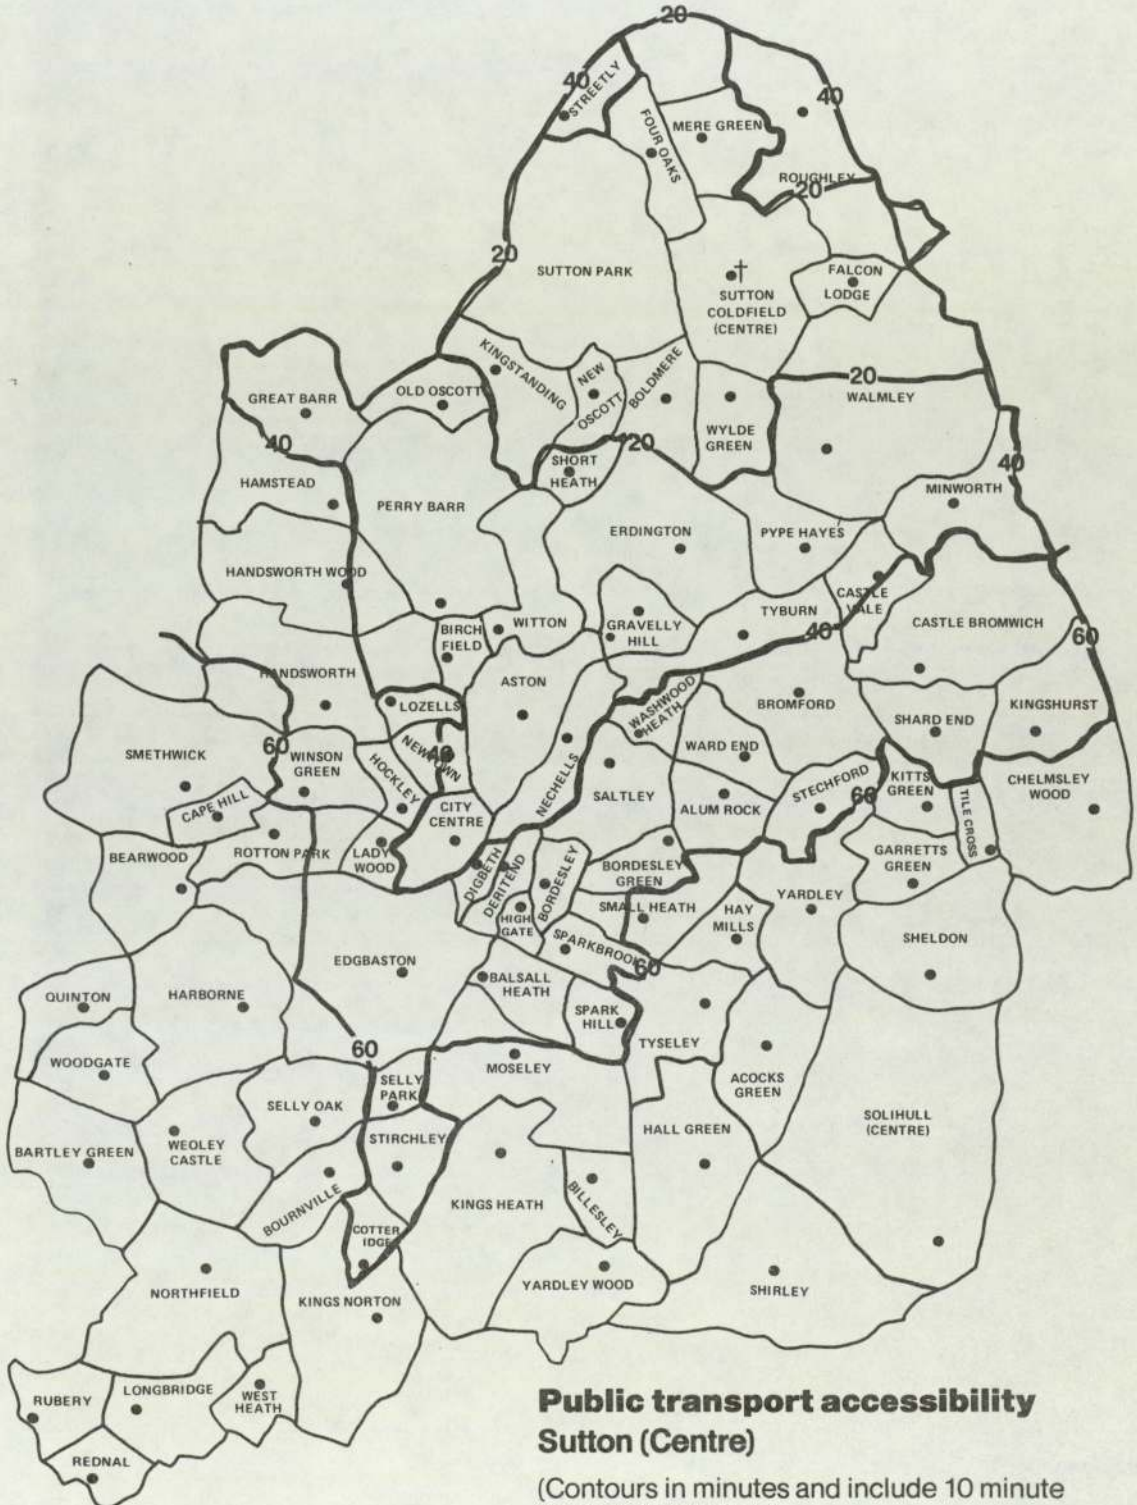 20
40
STREETLY
40
FOUR OAKS
MERE GREEN
ROUGHLEY
20
20
SUTTON PARK
FALCON
LODGE
SUTTON
COLDFIELD
(CENTRE)
KINGSTANDING
NEW
OSCOTT
BOLDMERE
20
WALMLEY
GREAT BARR
OLD OSCOTT
WYLDE
GREEN
40
20
SHORT
HEATH
40
HAMSTEAD
PERRY BARR
MINWORTH
ERDINGTON
PYPE HAYES
HANDSWORTH WOOD
CASTLE
VALE
TYBURN
BIRCH
FIELD
WITTON
GRAVELLY
HILL
40
CASTLE BROMWICH
60
HANDSWORTH
ASTON
LOZELLS
WASHWOOD
HEATH
BROMFORD
KINGSHURST
SHARD END
SMETHWICK
60
WINSON
GREEN
HOCKLEY
NEWTOWN
40
NECHELLS
WARD END
SALTLEY
STECHFORD
60
KITTS
GREEN
TILE CROSS
CHELMSLEY
WOOD
CAPE HILL
CITY
CENTRE
ALUM ROCK
BEARWOOD
ROTTON PARK
LADY
WOOD
DIGBETH
DERITEND
BORDESLEY
BORDESLEY
GREEN
GARRETTS
GREEN
HIGH
GATE
SMALL HEATH
HAY
MILLS
YARDLEY
SPARKBROOK
60
SHELDON
EDGBASTON
BALSALL
HEATH
QUINTON
HARBORNE
SPARK
HILL
TYSELEY
WOODGATE
60
MOSELEY
SELLY
PARK
ACOCKS
GREEN
SELLY OAK
SOLIHULL
(CENTRE)
BARTLEY GREEN
WEOLEY
CASTLE
STIRCHLEY
HALL GREEN
BOURNVILLE
KINGS HEATH
BILLESLEY
COTTER
IDGE
NORTHFIELD
KINGS NORTON
YARDLEY WOOD
SHIRLEY
RUBERY
LONGBRIDGE
WEST
HEATH
REDNAL
Public transport accessibility
Sutton (Centre)
(Contours in minutes and include 10 minute